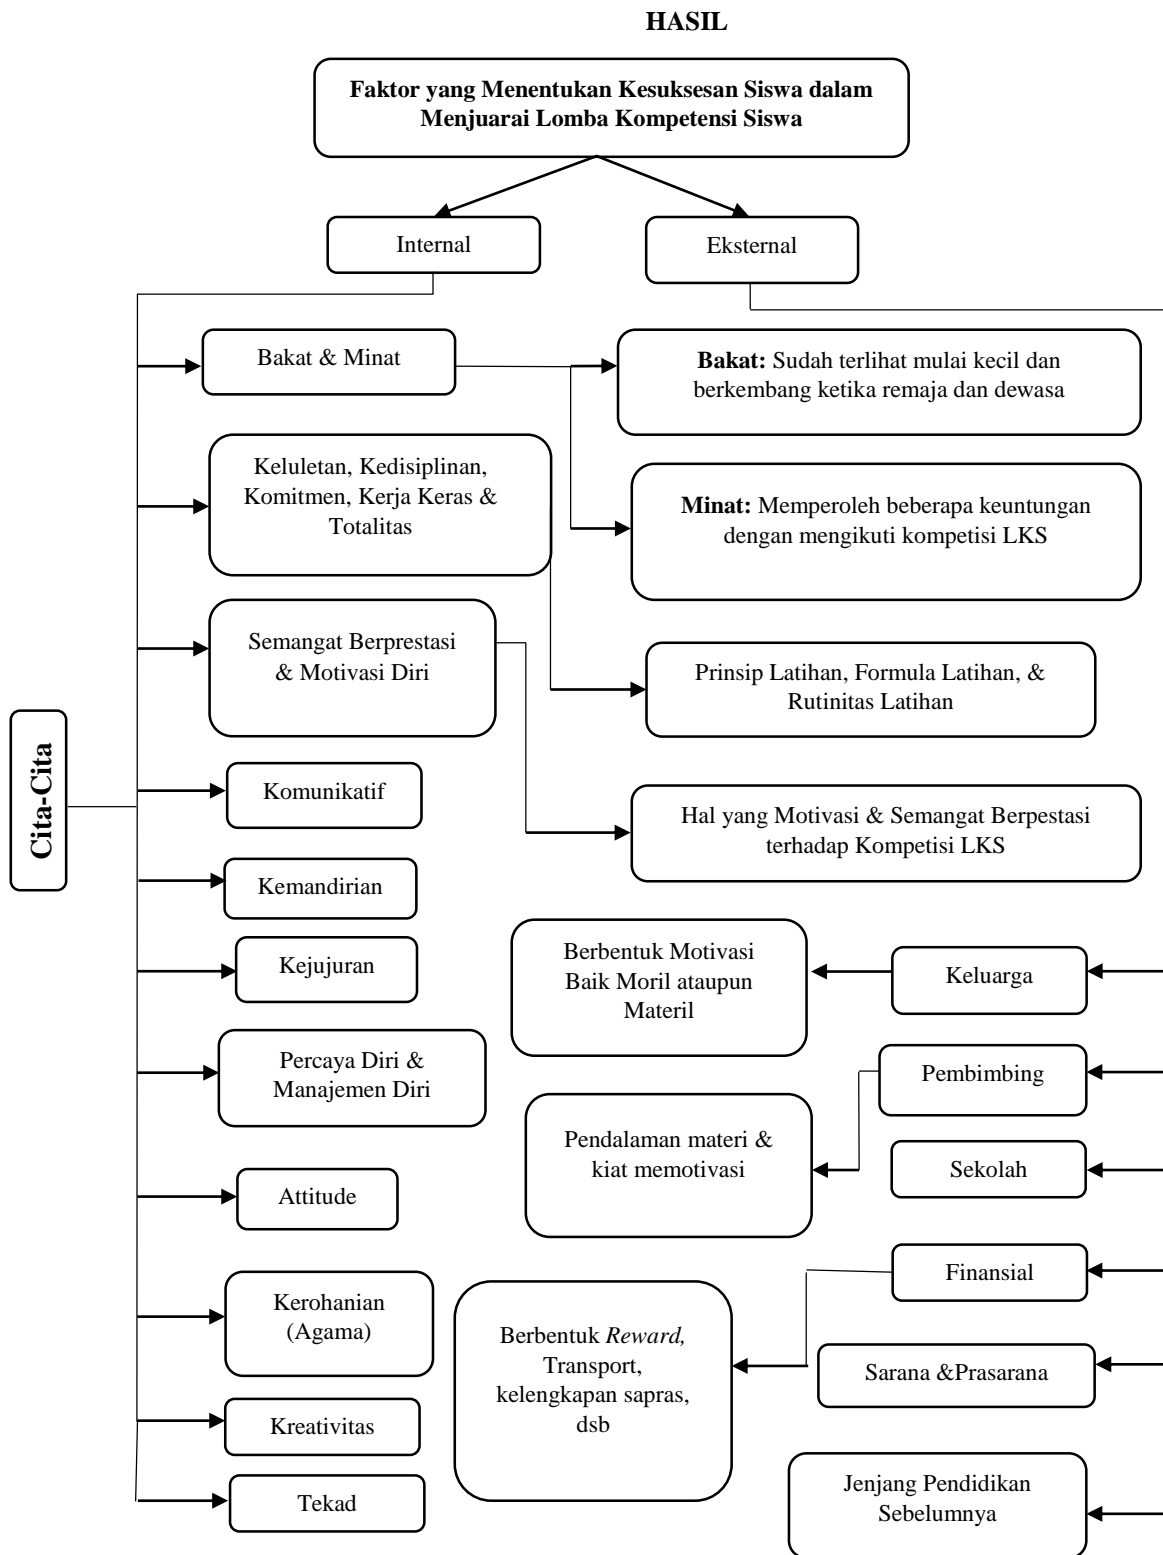 HASIL
Faktor yang Menentukan Kesuksesan Siswa dalam
Menjuarai Lomba Kompetensi Siswa
Internal
Eksternal
Bakat & Minat
Bakat: Sudah terlihat mulai kecil dan
berkembang ketika remaja dan dewasa
Keluletan, Kedisiplinan,
Komitmen, Kerja Keras &
Totalitas
Minat: Memperoleh beberapa keuntungan
dengan mengikuti kompetisi LKS
Semangat Berprestasi
& Motivasi Diri
Prinsip Latihan, Formula Latihan, &
Rutinitas Latihan
Cita-Cita
Komunikatif
Hal yang Motivasi & Semangat Berpestasi
terhadap Kompetisi LKS
Kemandirian
Kejujuran
Berbentuk Motivasi
Baik Moril ataupun
Materil
Keluarga
Percaya Diri &
Manajemen Diri
Pembimbing
Pendalaman materi &
kiat memotivasi
Sekolah
Attitude
Finansial
Kerohanian
(Agama)
Berbentuk Reward,
Transport,
kelengkapan sapras,
dsb
Sarana &Prasarana
Kreativitas
Tekad
Jenjang Pendidikan
Sebelumnya